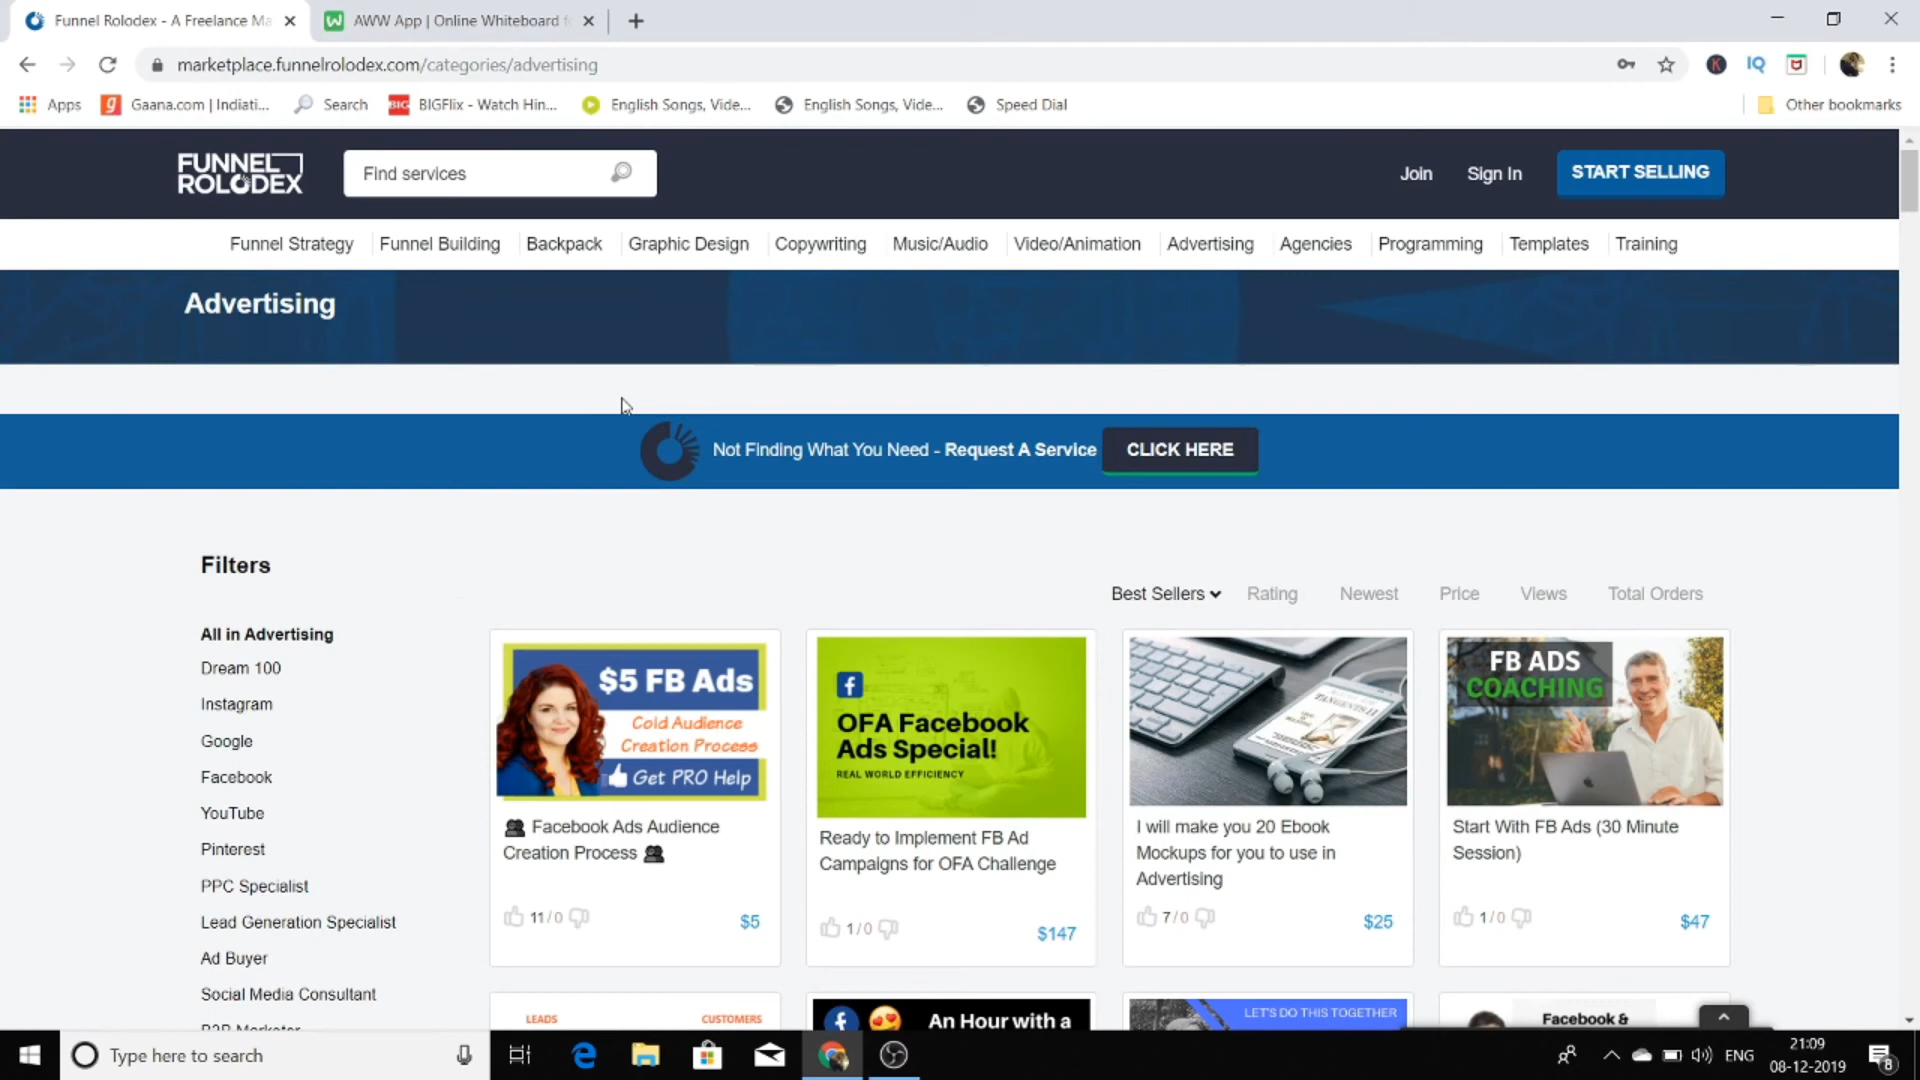 Funnel Rolodex - A Freelance Ma
AWW App | Online Whiteboard f
marketplace.funnelrolodex.com/categories/advertising
IQ
Apps
Gaana.com | Indiati...
Search
BIG
BIGFlix - Watch Hin...
English Songs, Vide...
English Songs, Vide...
Speed Dial
Other bookmarks
FUNNEL
ROLODEX
Find services
Join
Sign In
START SELLING
Funnel Strategy
Funnel Building
Backpack
Graphic Design
Copywriting
Music/Audio
Video/Animation
Advertising
Agencies
Programming
Templates
Training
Advertising
Not Finding What You Need - Request A Service
CLICK HERE
Filters
Best Sellers
Rating
Newest
Price
Views
Total Orders
All in Advertising
Dream 100
Instagram
Google
Facebook
YouTube
Pinterest
PPC Specialist
Lead Generation Specialist
Ad Buyer
Social Media Consultant
B2B Marketer
$5 FB Ads
Cold Audience
Creation Process
Get PRO Help
Facebook Ads Audience
Creation Process
11/0
$5
OFA Facebook
Ads Special!
REAL WORLD EFFICIENCY
Ready to Implement FB Ad
Campaigns for OFA Challenge
1/0
$147
TANGENTS II
I will make you 20 Ebook
Mockups for you to use in
Advertising
7/0
$25
FB ADS
COACHING
Start With FB Ads (30 Minute
Session)
1/0
$47
LEADS
CUSTOMERS
An Hour with a
LET'S DO THIS TOGETHER
Facebook &
Type here to search
ENG
21:09
08-12-2019
8